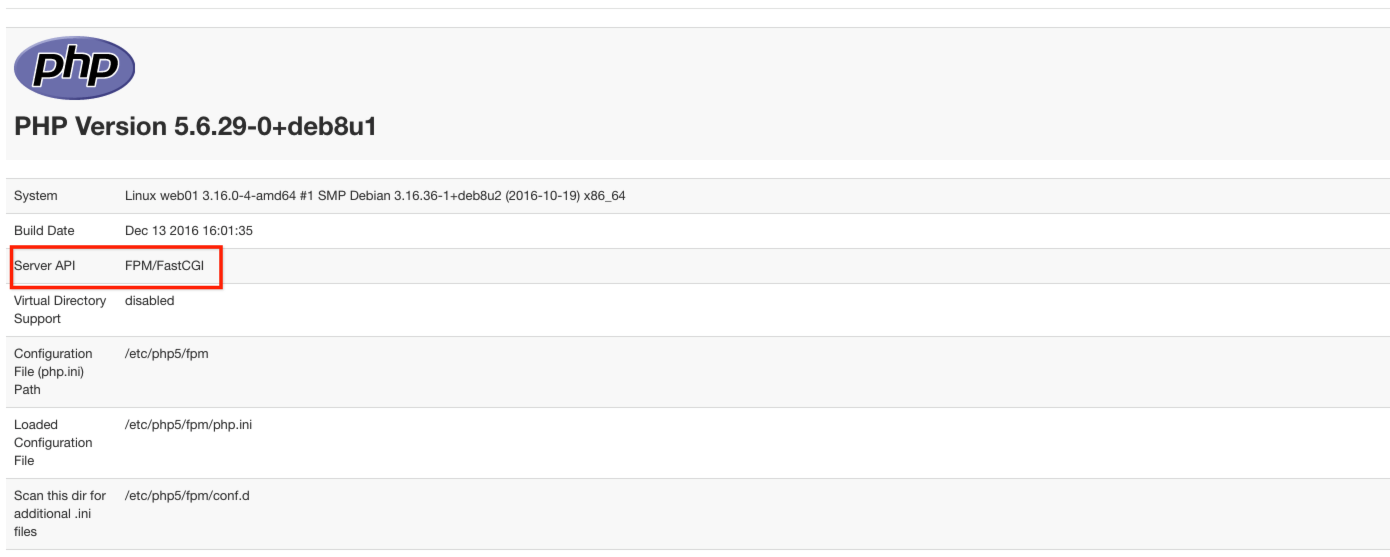 php
PHP Version 5.6.29-0+deb8u1
System Linux web01 3.16.0-4-amd64 #1 SMP Debian 3.16.36-1+deb8u2 (2016-10-19) x86_64
Build Date Dec 13 2016 16:01:35
Server API FPM/FastCGI
Virtual Directory disabled
Support
Configuration /etc/php5/fpm
File (php.ini)
Path
Loaded /etc/php5/fpm/php.ini
Configuration
File
Scan this dir for /etc/php5/fpm/conf.d
additional .ini
files